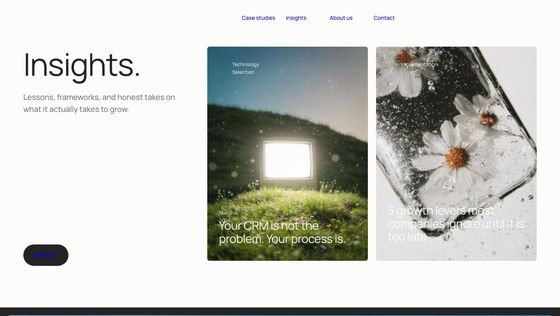 Case studies
Insights
About us
Contact
Insights.
Lessons, frameworks, and honest takes on
what it actually takes to grow.
Technology
Selection
Your CRM is not the
problem. Your process is.
5 growth levers most
companies ignore until it is
too late.